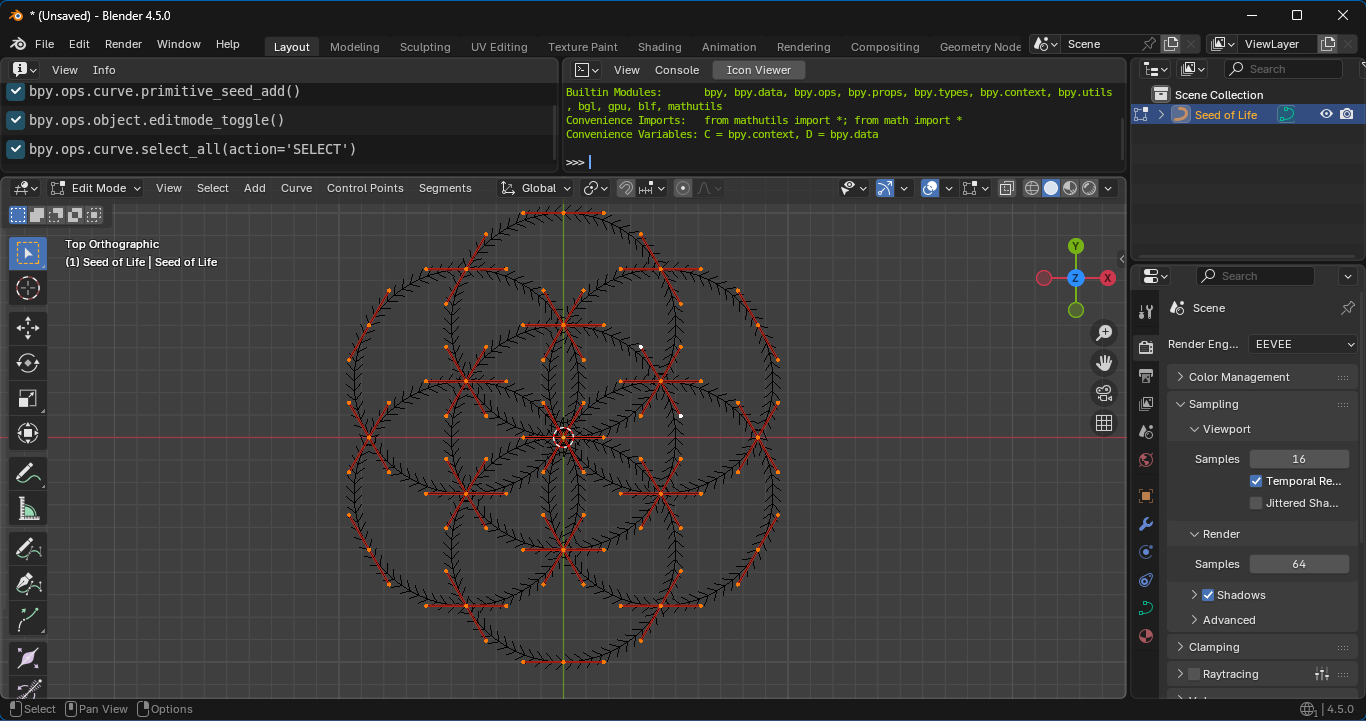 * (Unsaved) - Blender 4.5.0
File Edit Render Window Help
Layout Modeling Sculpting UV Editing Texture Paint Shading Animation Rendering Compositing Geometry Node
Scene
ViewLayer
View Info
bpy.ops.curve.primitive_seed_add()
bpy.ops.object.editmode_toggle()
bpy.ops.curve.select_all(action='SELECT')
View Console Icon Viewer
Builtin Modules: bpy, bpy.data, bpy.ops, bpy.props, bpy.types, bpy.context, bpy.utils
, bgl, gpu, blf, mathutils
Convenience Imports: from mathutils import *; from math import *
Convenience Variables: C = bpy.context, D = bpy.data
>>>
Search
Scene Collection
Seed of Life
Edit Mode View Select Add Curve Control Points Segments Global
Top Orthographic
(1) Seed of Life | Seed of Life
Y
Z
X
Search
Scene
Render Eng... EEVEE
Color Management
Sampling
Viewport
Samples 16
Temporal Re...
Jittered Sha...
Render
Samples 64
Shadows
Advanced
Clamping
Raytracing
Select Pan View Options
1 | 4.5.0